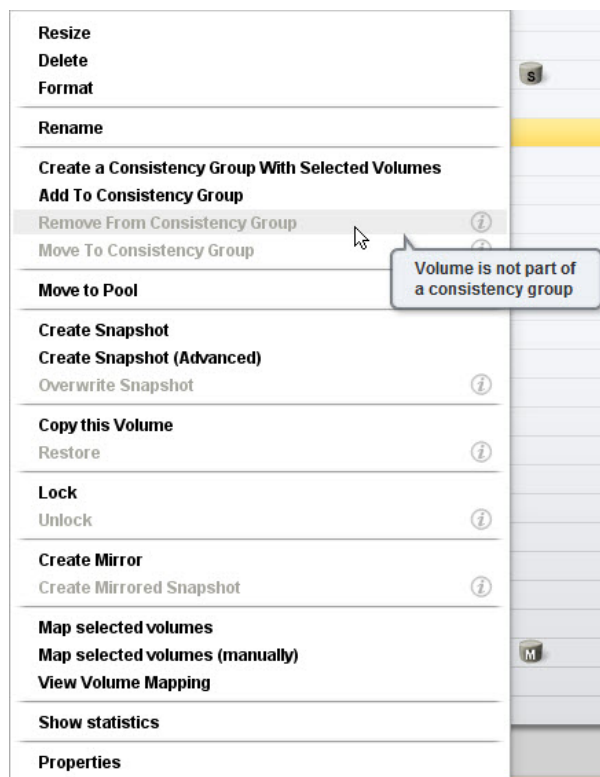 Resize
Delete
Format
Rename
Create a Consistency Group With Selected Volumes
Add To Consistency Group
Remove From Consistency Group
Move To Consistency Group
Volume is not part of
a consistency group
Move to Pool
Create Snapshot
Create Snapshot (Advanced)
Overwrite Snapshot
Copy this Volume
Restore
Lock
Unlock
Create Mirror
Create Mirrored Snapshot
Map selected volumes
Map selected volumes (manually)
View Volume Mapping
Show statistics
Properties
S
M